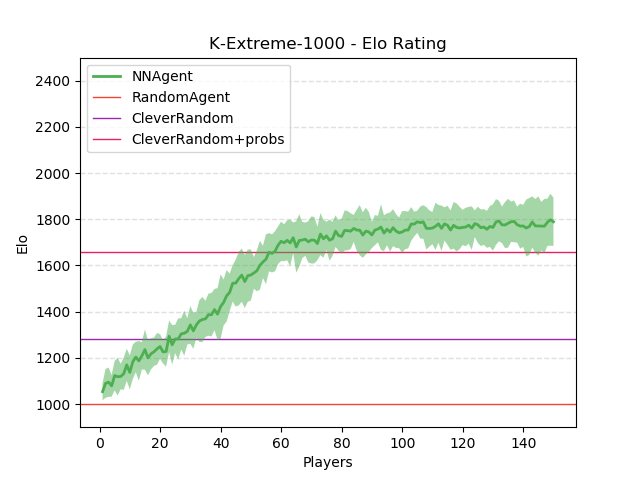 K-Extreme-1000 - Elo Rating
NNAgent
RandomAgent
CleverRandom
CleverRandom+probs
2400
2200
2000
1800
1600
1400
1200
1000
Elo
0 20 40 60 80 100 120 140
Players